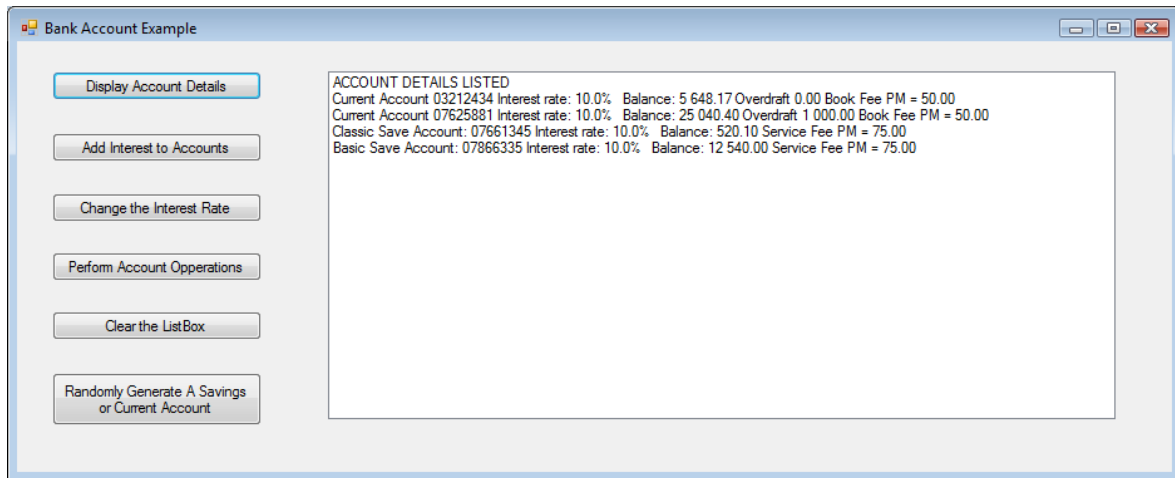 Bank Account Example
Display Account Details
Add Interest to Accounts
Change the Interest Rate
Perform Account Opperations
Clear the ListBox
Randomly Generate A Savings
or Current Account
ACCOUNT DETAILS LISTED
Current Account 03212434 Interest rate: 10.0%   Balance: 5 648.17 Overdraft 0.00 Book Fee PM = 50.00
Current Account 07625881 Interest rate: 10.0%   Balance: 25 040.40 Overdraft 1 000.00 Book Fee PM = 50.00
Classic Save Account: 07661345 Interest rate: 10.0%   Balance: 520.10 Service Fee PM = 75.00
Basic Save Account: 07866335 Interest rate: 10.0%   Balance: 12 540.00 Service Fee PM = 75.00